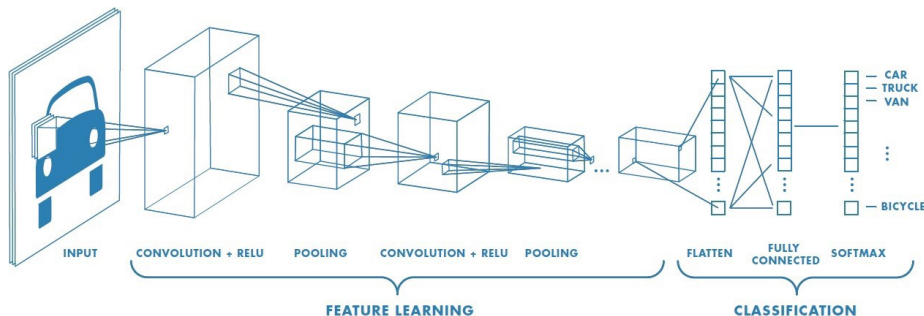 CAR
TRUCK
VAN
BICYCLE
INPUT
CONVOLUTION + RELU
POOLING
CONVOLUTION + RELU
POOLING
FLATTEN
FULLY
CONNECTED
SOFTMAX
FEATURE LEARNING
CLASSIFICATION